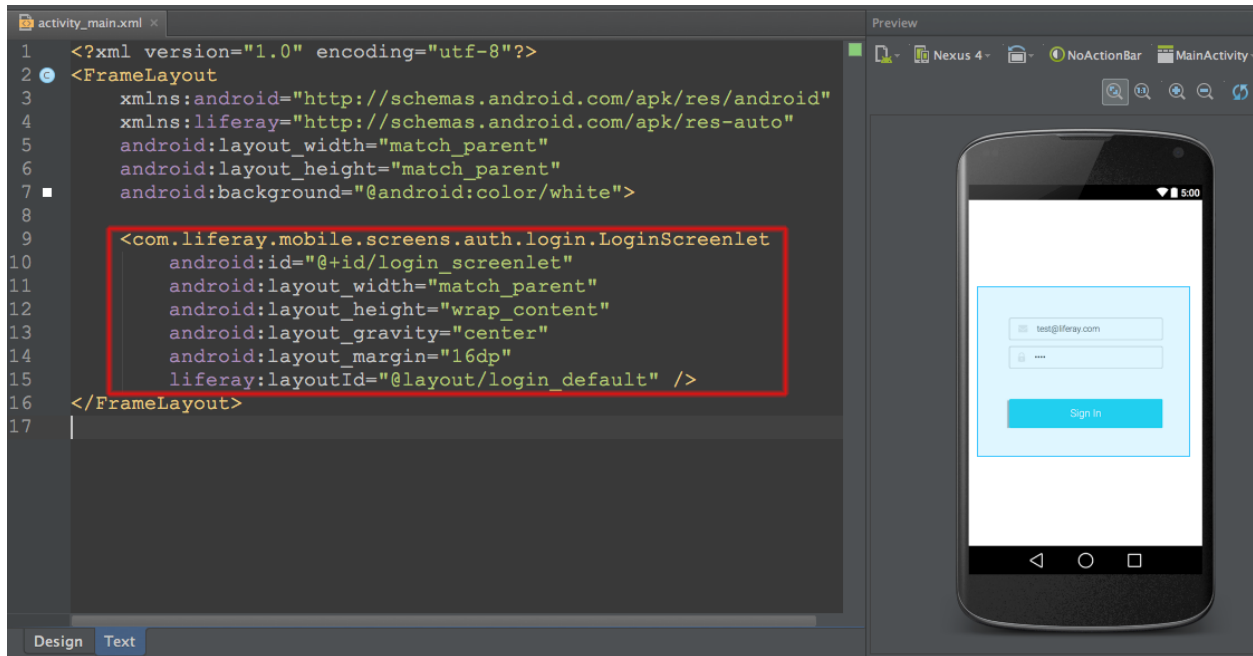 activity_main.xml
Preview
Nexus 4
NoActionBar
MainActivity
1 <?xml version="1.0" encoding="utf-8"?>
2 <FrameLayout
3 xmlns:android="http://schemas.android.com/apk/res/android"
4 xmlns:liferay="http://schemas.android.com/apk/res-auto"
5 android:layout_width="match_parent"
6 android:layout_height="match_parent"
7 android:background="@android:color/white">
8
9 <com.liferay.mobile.screens.auth.login.LoginScreenlet
10 android:id="@+id/login_screenlet"
11 android:layout_width="match_parent"
12 android:layout_height="wrap_content"
13 android:layout_gravity="center"
14 android:layout_margin="16dp"
15 liferay:layoutId="@layout/login_default" />
16 </FrameLayout>
17
5:00
test@liferay.com
••••
Sign In
Design Text